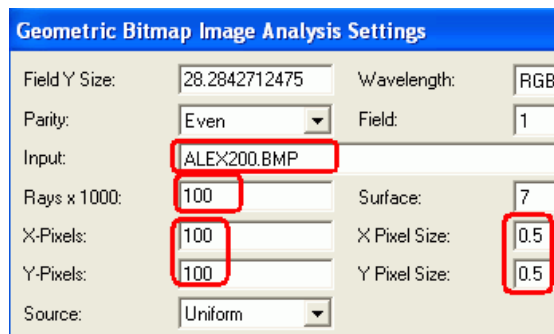 Geometric Bitmap Image Analysis Settings
Field Y Size: 28.2842712475 Wavelength: RGB
Parity: Even Field: 1
Input: ALEX200.BMP
Rays x 1000: 100 Surface: 7
X-Pixels: 100 X Pixel Size: 0.5
Y-Pixels: 100 Y Pixel Size: 0.5
Source: Uniform